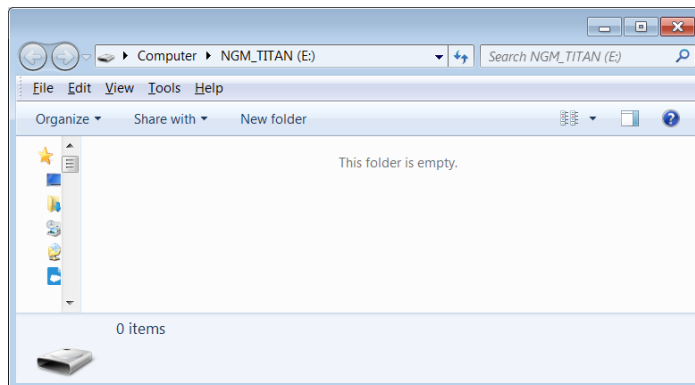 Computer NGM_TITAN (E:) Search NGM_TITAN (E:)
File Edit View Tools Help
Organize Share with New folder
This folder is empty.
0 items